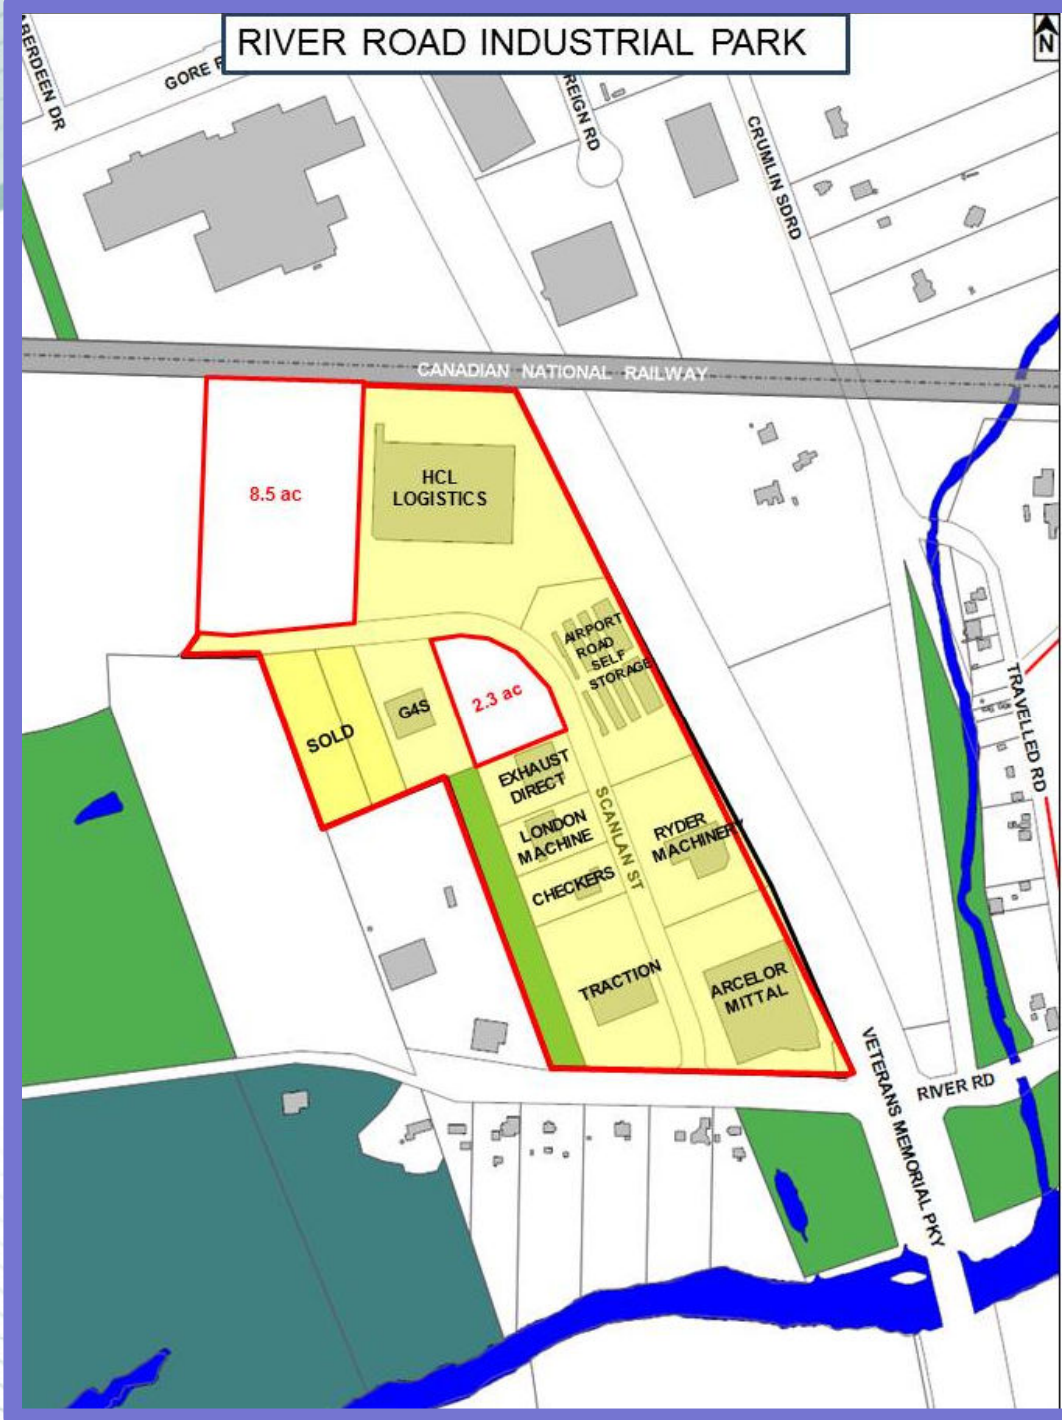 RIVER ROAD INDUSTRIAL PARK
N
GORE
CRUMLIN SDRD
CANADIAN NATIONAL RAILWAY
8.5 ac
HCL
LOGISTICS
AIRPORT
ROAD
SELF
STORAGE
2.3 ac
G4S
SOLD
EXHAUST
DIRECT
LONDON
MACHINE
CHECKERS
SCANLAN ST
RYDER
MACHINERY
TRACTION
ARCELOR
MITTAL
TRAVELLED RD
VETERANS MEMORIAL PKY
RIVER RD
REIGN RD
BERDEEN DR